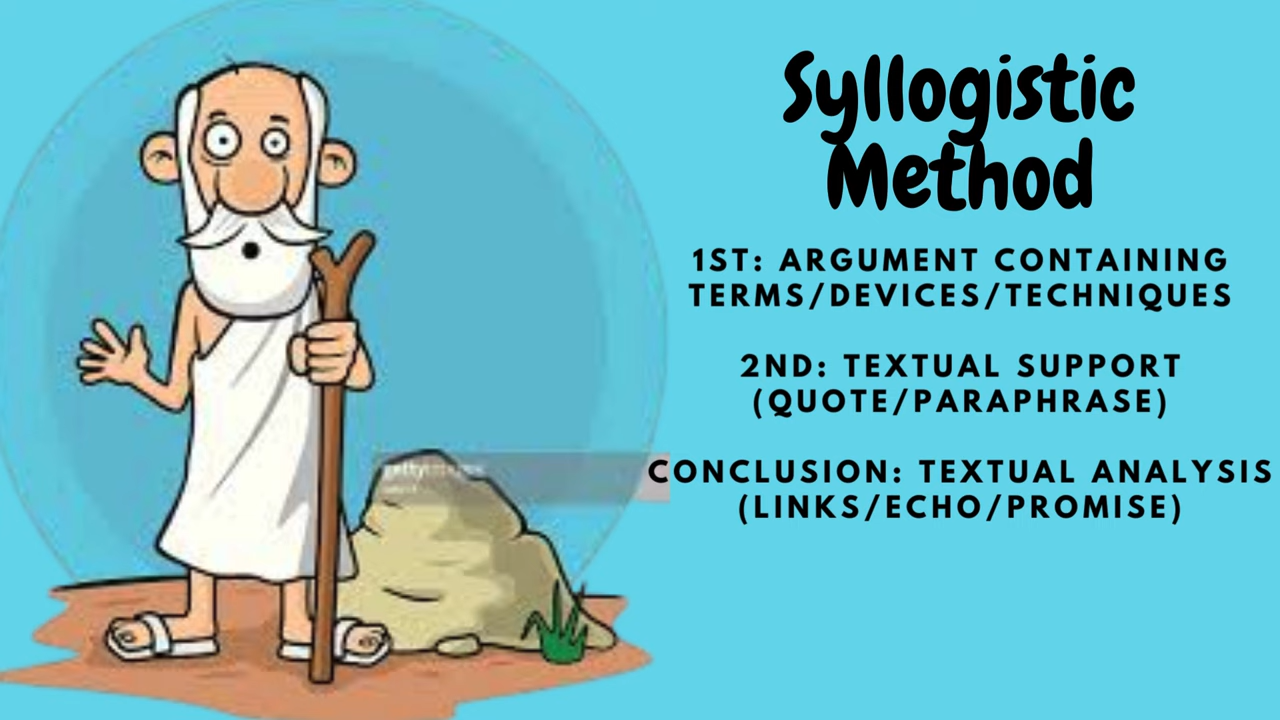 Syllogistic
Method
1ST: ARGUMENT CONTAINING
TERMS/DEVICES/TECHNIQUES
2ND: TEXTUAL SUPPORT
(QUOTE/PARAPHRASE)
CONCLUSION: TEXTUAL ANALYSIS
(LINKS/ECHO/PROMISE)